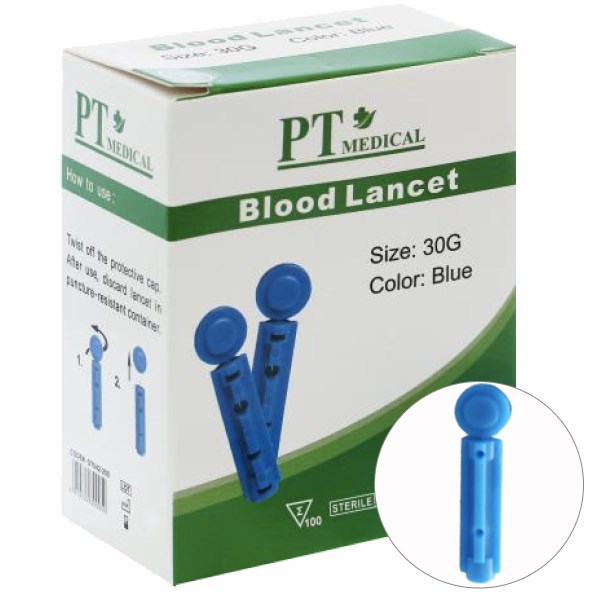 Blood Lancet
Size: 30G Color: Blue
PT
MEDICAL
How to use :
Twist off the protective cap.
After use, discard lancet in
puncture-resistant container.
1.
2.
LOT
PT
MEDICAL
Blood Lancet
Size: 30G
Color: Blue
Σ
100
STERILE